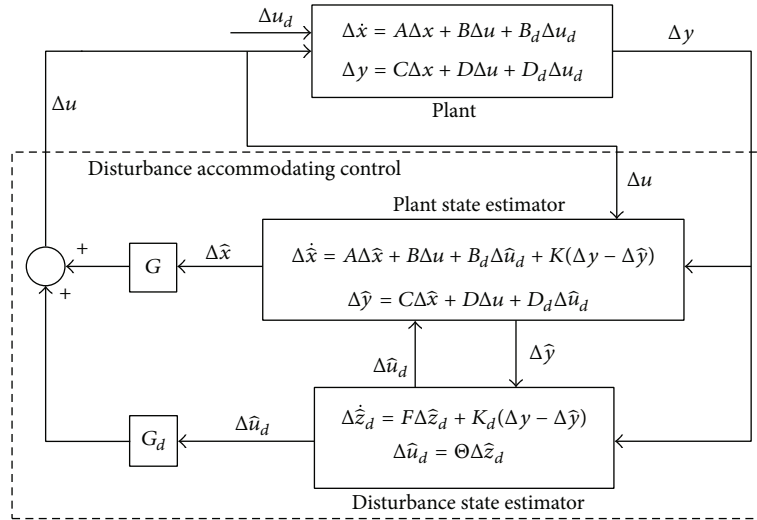 Δu_d
Δẋ = AΔx + BΔu + B_dΔu_d
Δy = CΔx + DΔu + D_dΔu_d
Δy
Plant
Δu
Disturbance accommodating control
Δu
Plant state estimator
Δx̂̇ = AΔx̂ + BΔu + B_dΔû_d + K(Δy − Δŷ)
Δŷ = CΔx̂ + DΔu + D_dΔû_d
+
+
G
Δx̂
Δû_d
Δŷ
Δẑ̇_d = FΔẑ_d + K_d(Δy − Δŷ)
Δû_d = ΘΔẑ_d
G_d
Δû_d
Disturbance state estimator